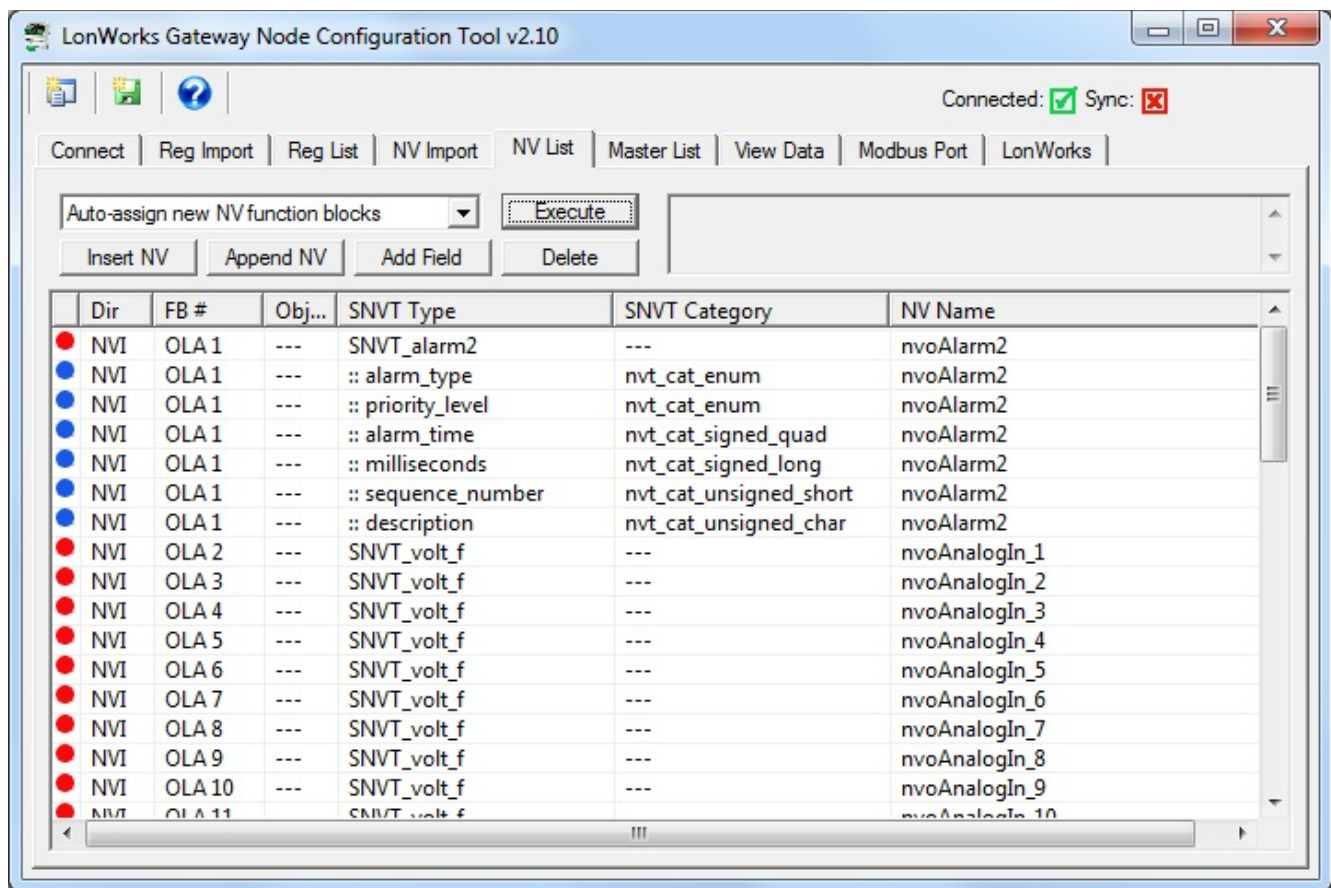 LonWorks Gateway Node Configuration Tool v2.10
Connected: Sync:
Connect Reg Import Reg List NV Import NV List Master List View Data Modbus Port LonWorks
Auto-assign new NV function blocks Execute
Insert NV Append NV Add Field Delete
Dir FB # Obj... SNVT Type SNVT Category NV Name
NVI OLA 1 --- SNVT_alarm2 --- nvoAlarm2
NVI OLA 1 --- :: alarm_type nvt_cat_enum nvoAlarm2
NVI OLA 1 --- :: priority_level nvt_cat_enum nvoAlarm2
NVI OLA 1 --- :: alarm_time nvt_cat_signed_quad nvoAlarm2
NVI OLA 1 --- :: milliseconds nvt_cat_signed_long nvoAlarm2
NVI OLA 1 --- :: sequence_number nvt_cat_unsigned_short nvoAlarm2
NVI OLA 1 --- :: description nvt_cat_unsigned_char nvoAlarm2
NVI OLA 2 --- SNVT_volt_f --- nvoAnalogIn_1
NVI OLA 3 --- SNVT_volt_f --- nvoAnalogIn_2
NVI OLA 4 --- SNVT_volt_f --- nvoAnalogIn_3
NVI OLA 5 --- SNVT_volt_f --- nvoAnalogIn_4
NVI OLA 6 --- SNVT_volt_f --- nvoAnalogIn_5
NVI OLA 7 --- SNVT_volt_f --- nvoAnalogIn_6
NVI OLA 8 --- SNVT_volt_f --- nvoAnalogIn_7
NVI OLA 9 --- SNVT_volt_f --- nvoAnalogIn_8
NVI OLA 10 --- SNVT_volt_f --- nvoAnalogIn_9
NVI OLA 11 SNVT_volt_f nvoAnalogIn_10